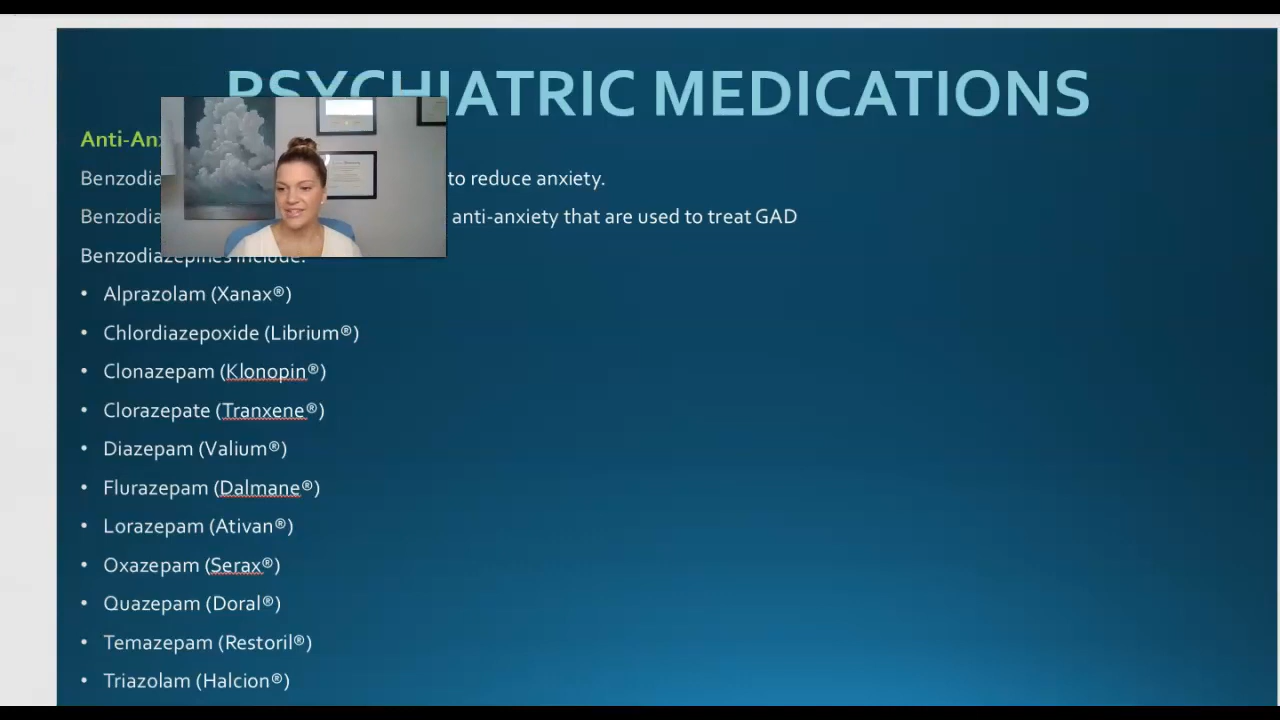 PSYCHIATRIC MEDICATIONS
Anti-Anx
Benzodia to reduce anxiety.
Benzodia anti-anxiety that are used to treat GAD
Benzodiazepines include:
• Alprazolam (Xanax®)
• Chlordiazepoxide (Librium®)
• Clonazepam (Klonopin®)
• Clorazepate (Tranxene®)
• Diazepam (Valium®)
• Flurazepam (Dalmane®)
• Lorazepam (Ativan®)
• Oxazepam (Serax®)
• Quazepam (Doral®)
• Temazepam (Restoril®)
• Triazolam (Halcion®)